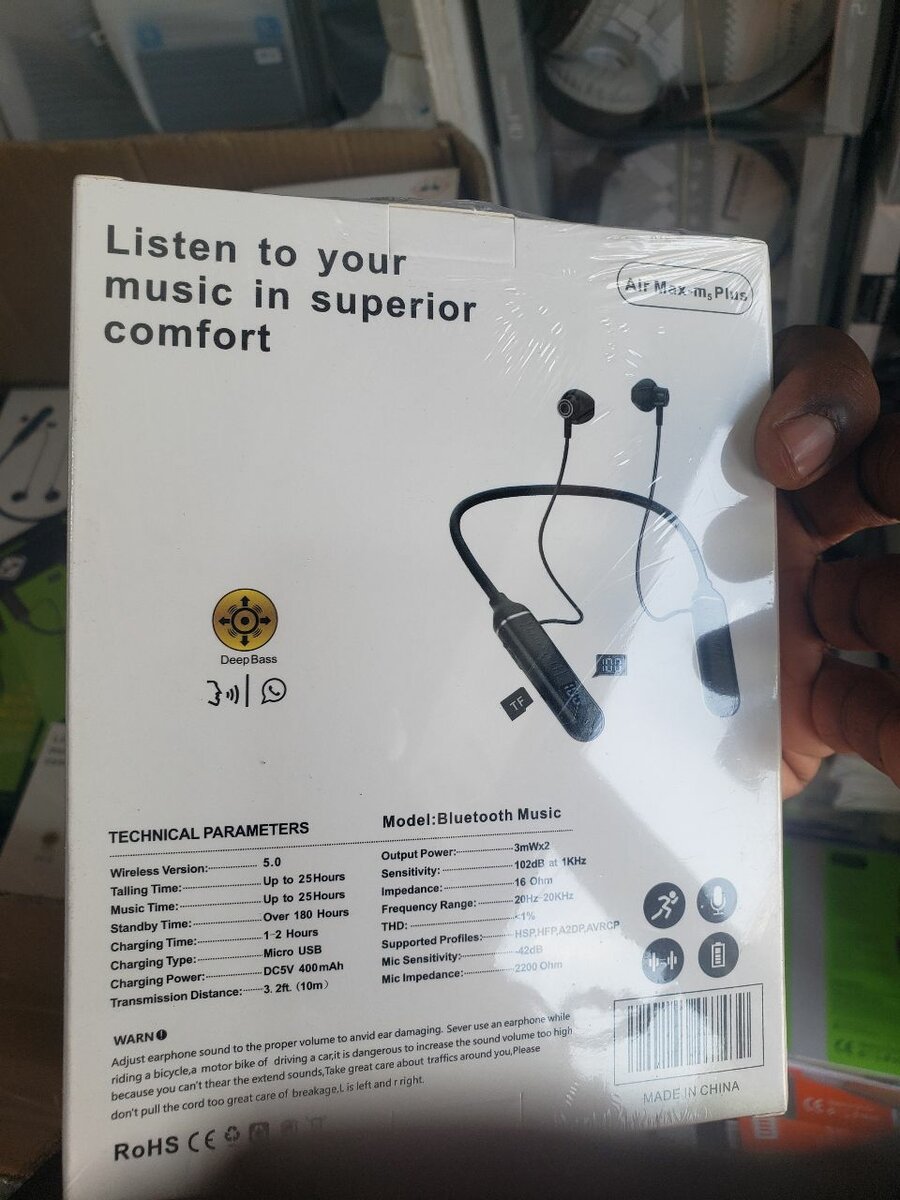 Listen to your
music in superior
comfort
Air Max-m5 Plus
Deep Bass
TF
100
TECHNICAL PARAMETERS
Wireless Version: 5.0
Talling Time: Up to 25Hours
Music Time: Up to 25Hours
Standby Time: Over 180 Hours
Charging Time: 1-2 Hours
Charging Type: Micro USB
Charging Power: DC5V 400mAh
Transmission Distance: 3. 2ft. (10m)
Model:Bluetooth Music
Output Power: 3mWx2
Sensitivity: 102dB at 1KHz
Impedance: 16 Ohm
Frequency Range: 20Hz-20KHz
THD: <1%
Supported Profiles: HSP,HFP,A2DP,AVRCP
Mic Sensitivity: -42dB
Mic Impedance: 2200 Ohm
WARN
Adjust earphone sound to the proper volume to anvid ear damaging. Sever use an earphone while
riding a bicycle,a motor bike of driving a car,it is dangerous to increase the sound volume too high
because you can't thear the extend sounds,Take great care about traffics around you,Please
don't pull the cord too great care of breakage,L is left and r right.
RoHS CE
MADE IN CHINA